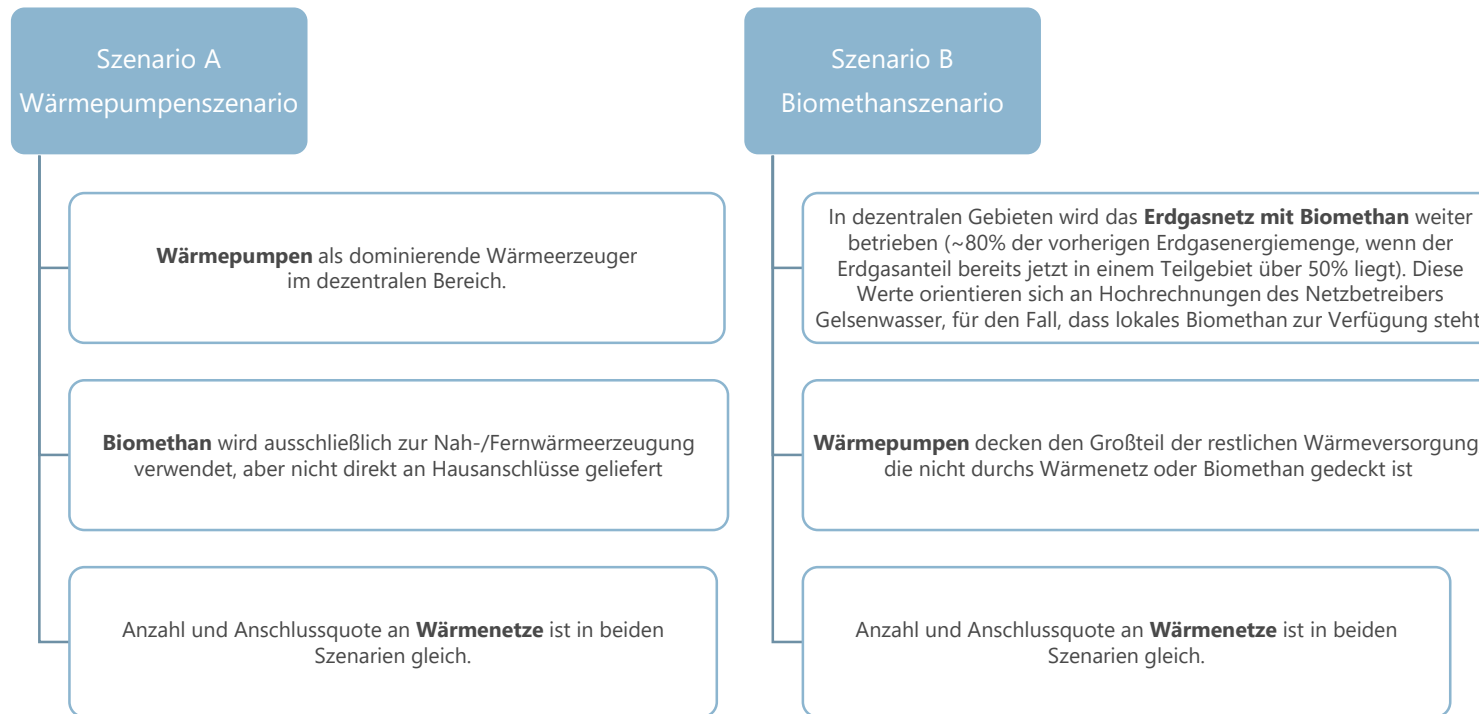 Szenario A
Wärmepumpenszenario
Wärmepumpen als dominierende Wärmeerzeuger
im dezentralen Bereich.
Biomethan wird ausschließlich zur Nah-/Fernwärmeerzeugung
verwendet, aber nicht direkt an Hausanschlüsse geliefert
Anzahl und Anschlussquote an Wärmenetze ist in beiden
Szenarien gleich.
Szenario B
Biomethanszenario
In dezentralen Gebieten wird das Erdgasnetz mit Biomethan weiter
betrieben (~80% der vorherigen Erdgasenergiemenge, wenn der
Erdgasanteil bereits jetzt in einem Teilgebiet über 50% liegt). Diese
Werte orientieren sich an Hochrechnungen des Netzbetreibers
Gelsenwasser, für den Fall, dass lokales Biomethan zur Verfügung steht
Wärmepumpen decken den Großteil der restlichen Wärmeversorgung
die nicht durchs Wärmenetz oder Biomethan gedeckt ist
Anzahl und Anschlussquote an Wärmenetze ist in beiden
Szenarien gleich.